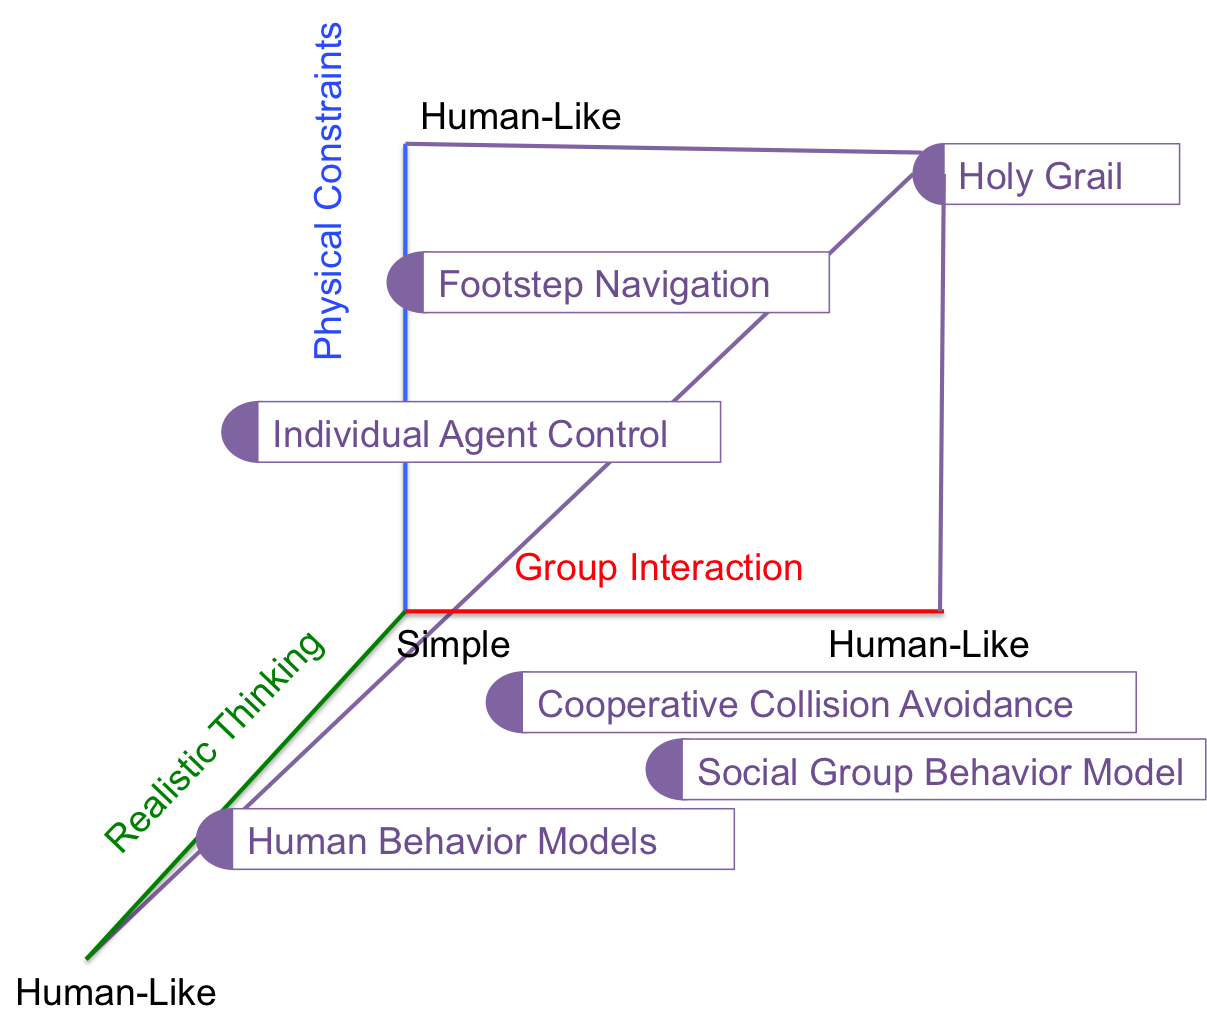 Physical Constraints
Human-Like
Holy Grail
Footstep Navigation
Individual Agent Control
Group Interaction
Simple
Human-Like
Realistic Thinking
Cooperative Collision Avoidance
Social Group Behavior Model
Human Behavior Models
Human-Like